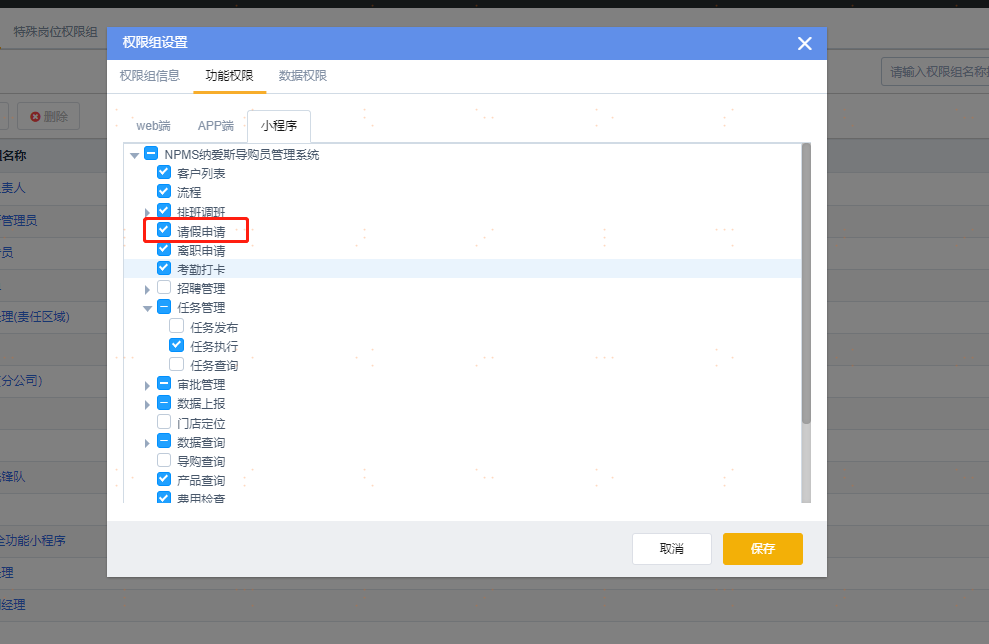 特殊岗位权限组
权限组设置
权限组信息
功能权限
数据权限
请输入权限组名称
删除
web端
APP端
小程序
组名称
NPMS纳爱斯导购员管理系统
客户列表
流程
排班调班
请假申请
离职申请
考勤打卡
招聘管理
任务管理
任务发布
任务执行
任务查询
审批管理
数据上报
门店定位
数据查询
导购查询
产品查询
费用检查
责人
管理员
员
理(责任区域)
分公司)
锋队
全功能小程序
理
经理
取消
保存